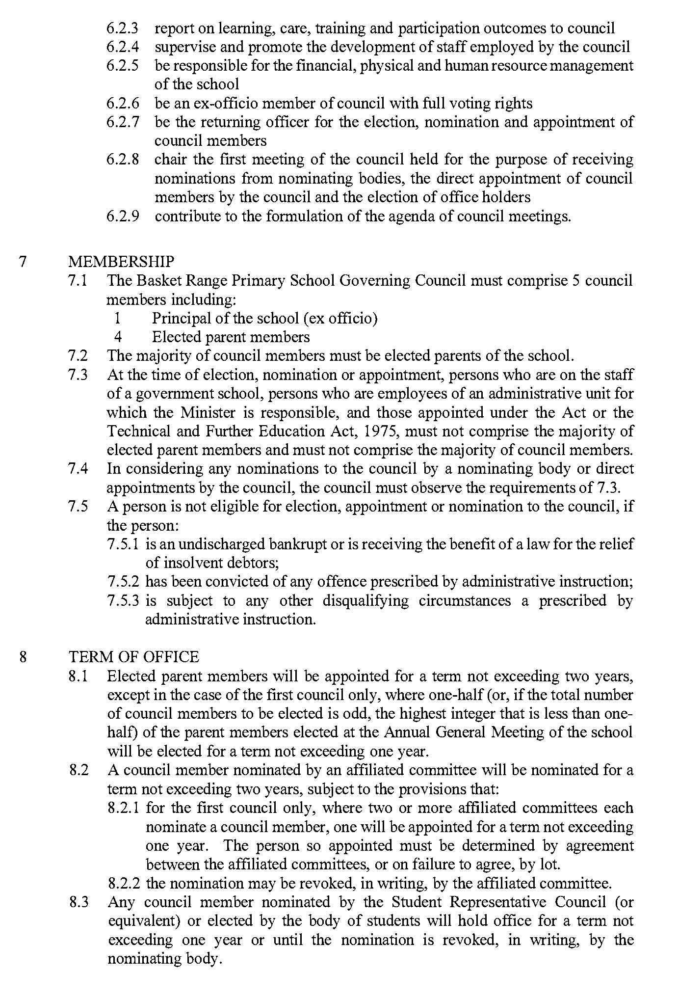 6.2.3 report on learning, care, training and participation outcomes to council
6.2.4 supervise and promote the development of staff employed by the council
6.2.5 be responsible for the financial, physical and human resource management
of the school
6.2.6 be an ex-officio member of council with full voting rights
6.2.7 be the returning officer for the election, nomination and appointment of
council members
6.2.8 chair the first meeting of the council held for the purpose of receiving
nominations from nominating bodies, the direct appointment of council
members by the council and the election of office holders
6.2.9 contribute to the formulation of the agenda of council meetings.
7 MEMBERSHIP
7.1 The Basket Range Primary School Governing Council must comprise 5 council
members including:
1 Principal of the school (ex officio)
4 Elected parent members
7.2 The majority of council members must be elected parents of the school.
7.3 At the time of election, nomination or appointment, persons who are on the staff
of a government school, persons who are employees of an administrative unit for
which the Minister is responsible, and those appointed under the Act or the
Technical and Further Education Act, 1975, must not comprise the majority of
elected parent members and must not comprise the majority of council members.
7.4 In considering any nominations to the council by a nominating body or direct
appointments by the council, the council must observe the requirements of 7.3.
7.5 A person is not eligible for election, appointment or nomination to the council, if
the person:
7.5.1 is an undischarged bankrupt or is receiving the benefit of a law for the relief
of insolvent debtors;
7.5.2 has been convicted of any offence prescribed by administrative instruction;
7.5.3 is subject to any other disqualifying circumstances a prescribed by
administrative instruction.
8 TERM OF OFFICE
8.1 Elected parent members will be appointed for a term not exceeding two years,
except in the case of the first council only, where one-half (or, if the total number
of council members to be elected is odd, the highest integer that is less than one-
half) of the parent members elected at the Annual General Meeting of the school
will be elected for a term not exceeding one year.
8.2 A council member nominated by an affiliated committee will be nominated for a
term not exceeding two years, subject to the provisions that:
8.2.1 for the first council only, where two or more affiliated committees each
nominate a council member, one will be appointed for a term not exceeding
one year. The person so appointed must be determined by agreement
between the affiliated committees, or on failure to agree, by lot.
8.2.2 the nomination may be revoked, in writing, by the affiliated committee.
8.3 Any council member nominated by the Student Representative Council (or
equivalent) or elected by the body of students will hold office for a term not
exceeding one year or until the nomination is revoked, in writing, by the
nominating body.